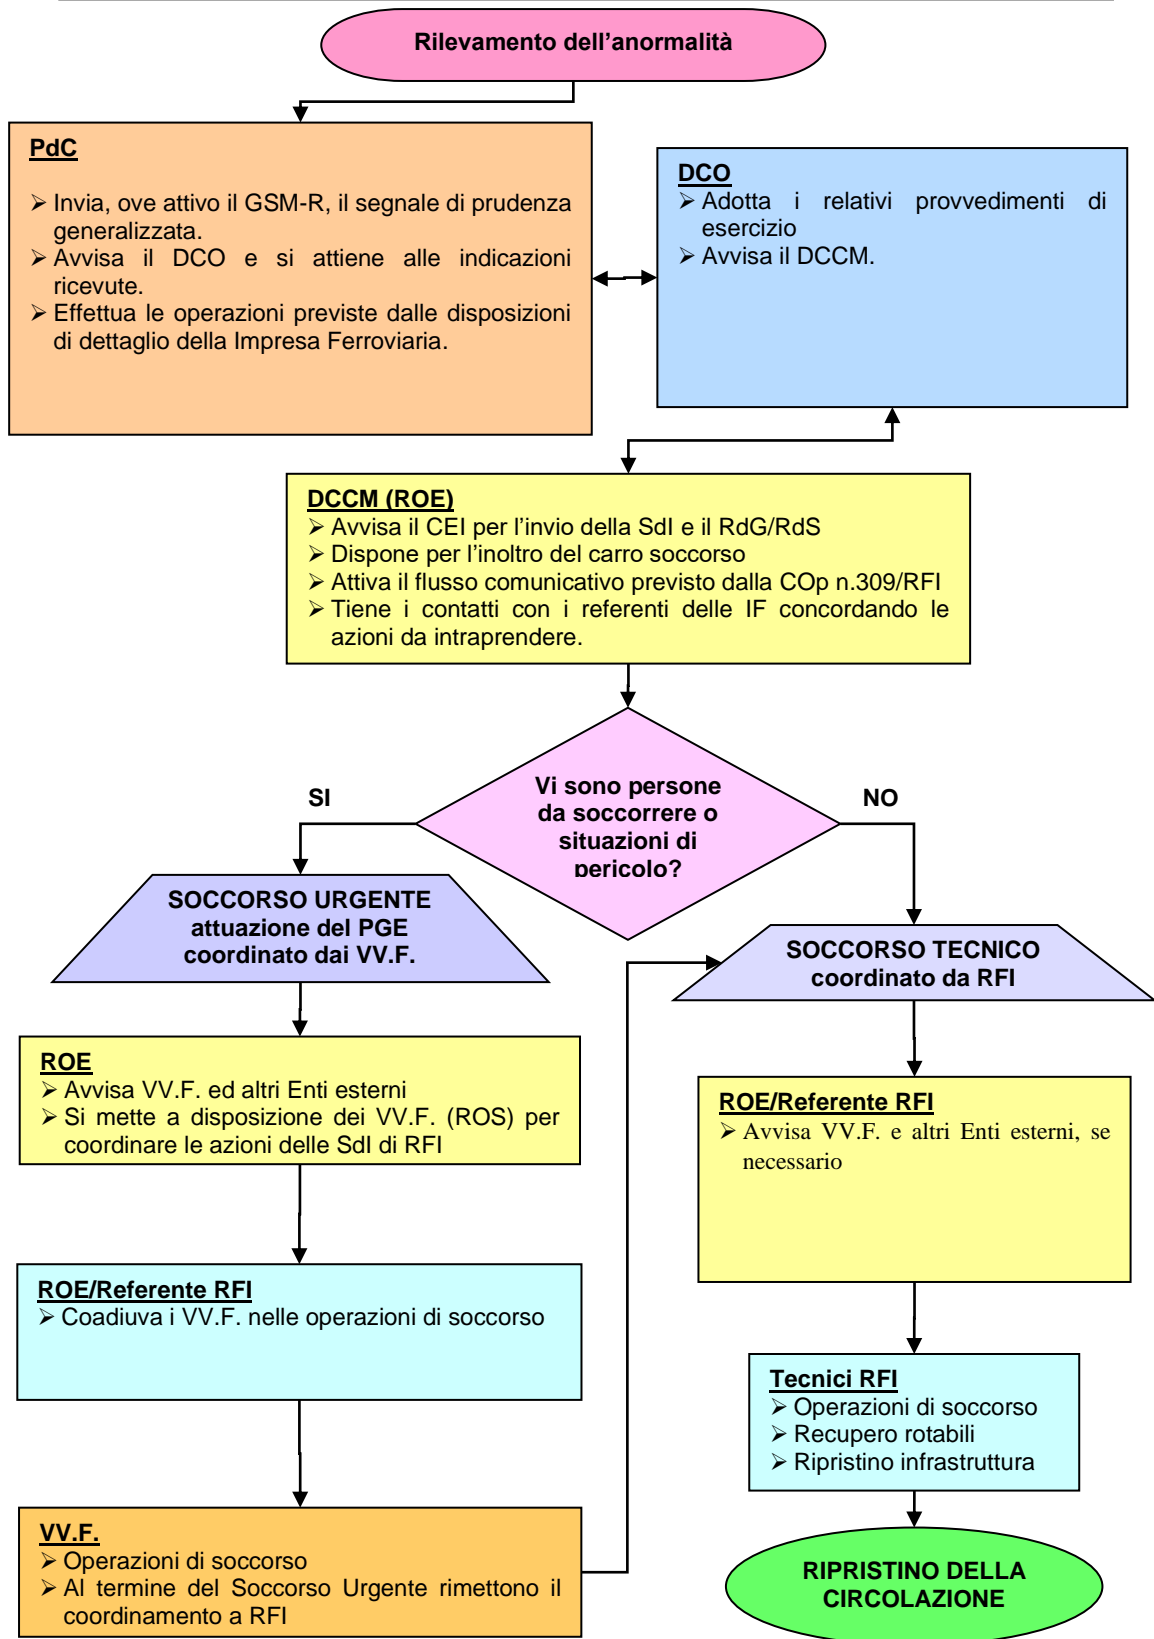 Rilevamento dell'anormalità
PdC
➢ Invia, ove attivo il GSM-R, il segnale di prudenza
generalizzata.
➢ Avvisa il DCO e si attiene alle indicazioni
ricevute.
➢ Effettua le operazioni previste dalle disposizioni
di dettaglio della Impresa Ferroviaria.
DCO
➢ Adotta i relativi provvedimenti di
esercizio
➢ Avvisa il DCCM.
DCCM (ROE)
➢ Avvisa il CEI per l'invio della SdI e il RdG/RdS
➢ Dispone per l'inoltro del carro soccorso
➢ Attiva il flusso comunicativo previsto dalla COp n.309/RFI
➢ Tiene i contatti con i referenti delle IF concordando le
azioni da intraprendere.
Vi sono persone
da soccorrere o
situazioni di
pericolo?
SI
NO
SOCCORSO URGENTE
attuazione del PGE
coordinato dai VV.F.
SOCCORSO TECNICO
coordinato da RFI
ROE
➢ Avvisa VV.F. ed altri Enti esterni
➢ Si mette a disposizione dei VV.F. (ROS) per
coordinare le azioni delle SdI di RFI
ROE/Referente RFI
➢ Avvisa VV.F. e altri Enti esterni, se
necessario
ROE/Referente RFI
➢ Coadiuva i VV.F. nelle operazioni di soccorso
Tecnici RFI
➢ Operazioni di soccorso
➢ Recupero rotabili
➢ Ripristino infrastruttura
VV.F.
➢ Operazioni di soccorso
➢ Al termine del Soccorso Urgente rimettono il
coordinamento a RFI
RIPRISTINO DELLA
CIRCOLAZIONE